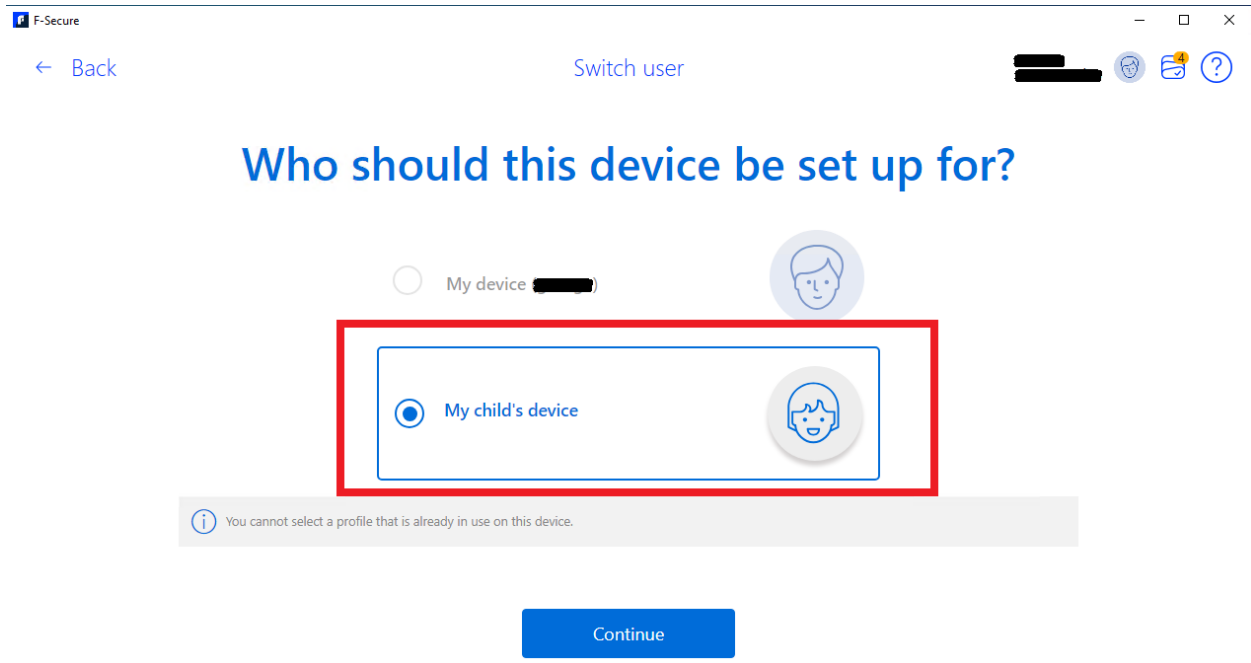 F-Secure
Back
Switch user
4
?
Who should this device be set up for?
My device ( )
My child's device
i You cannot select a profile that is already in use on this device.
Continue